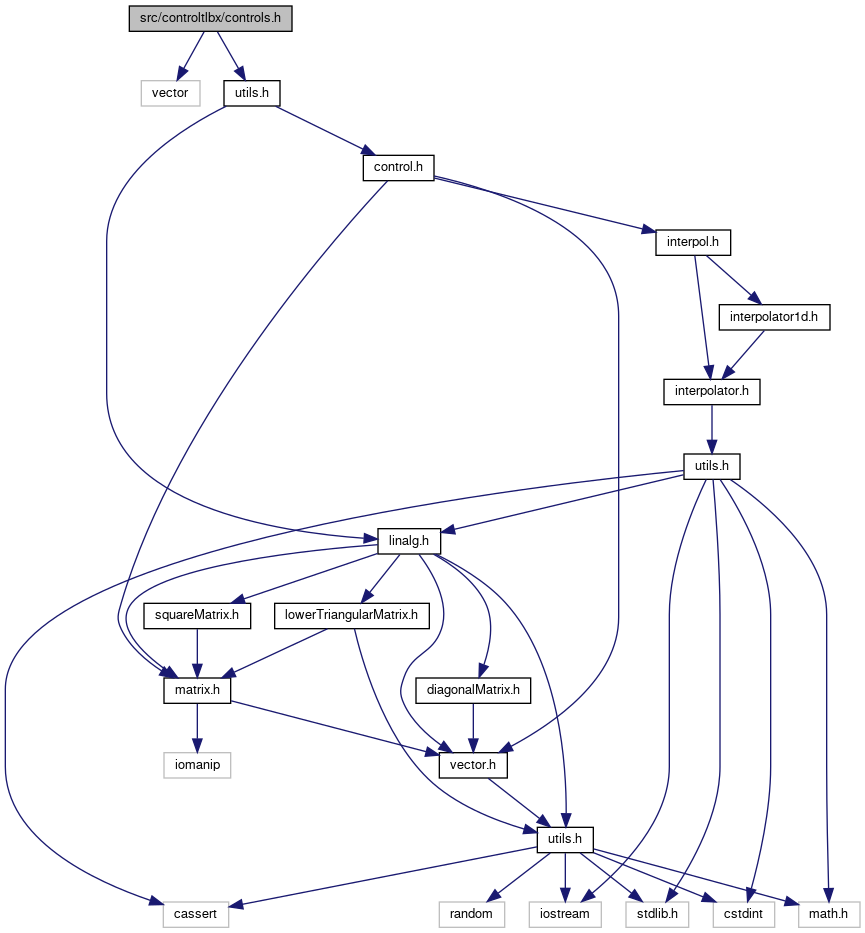 src/controltlbx/controls.h
vector
utils.h
control.h
interpol.h
interpolator1d.h
interpolator.h
utils.h
linalg.h
squareMatrix.h
lowerTriangularMatrix.h
matrix.h
diagonalMatrix.h
iomanip
vector.h
utils.h
cassert
random
iostream
stdlib.h
cstdint
math.h